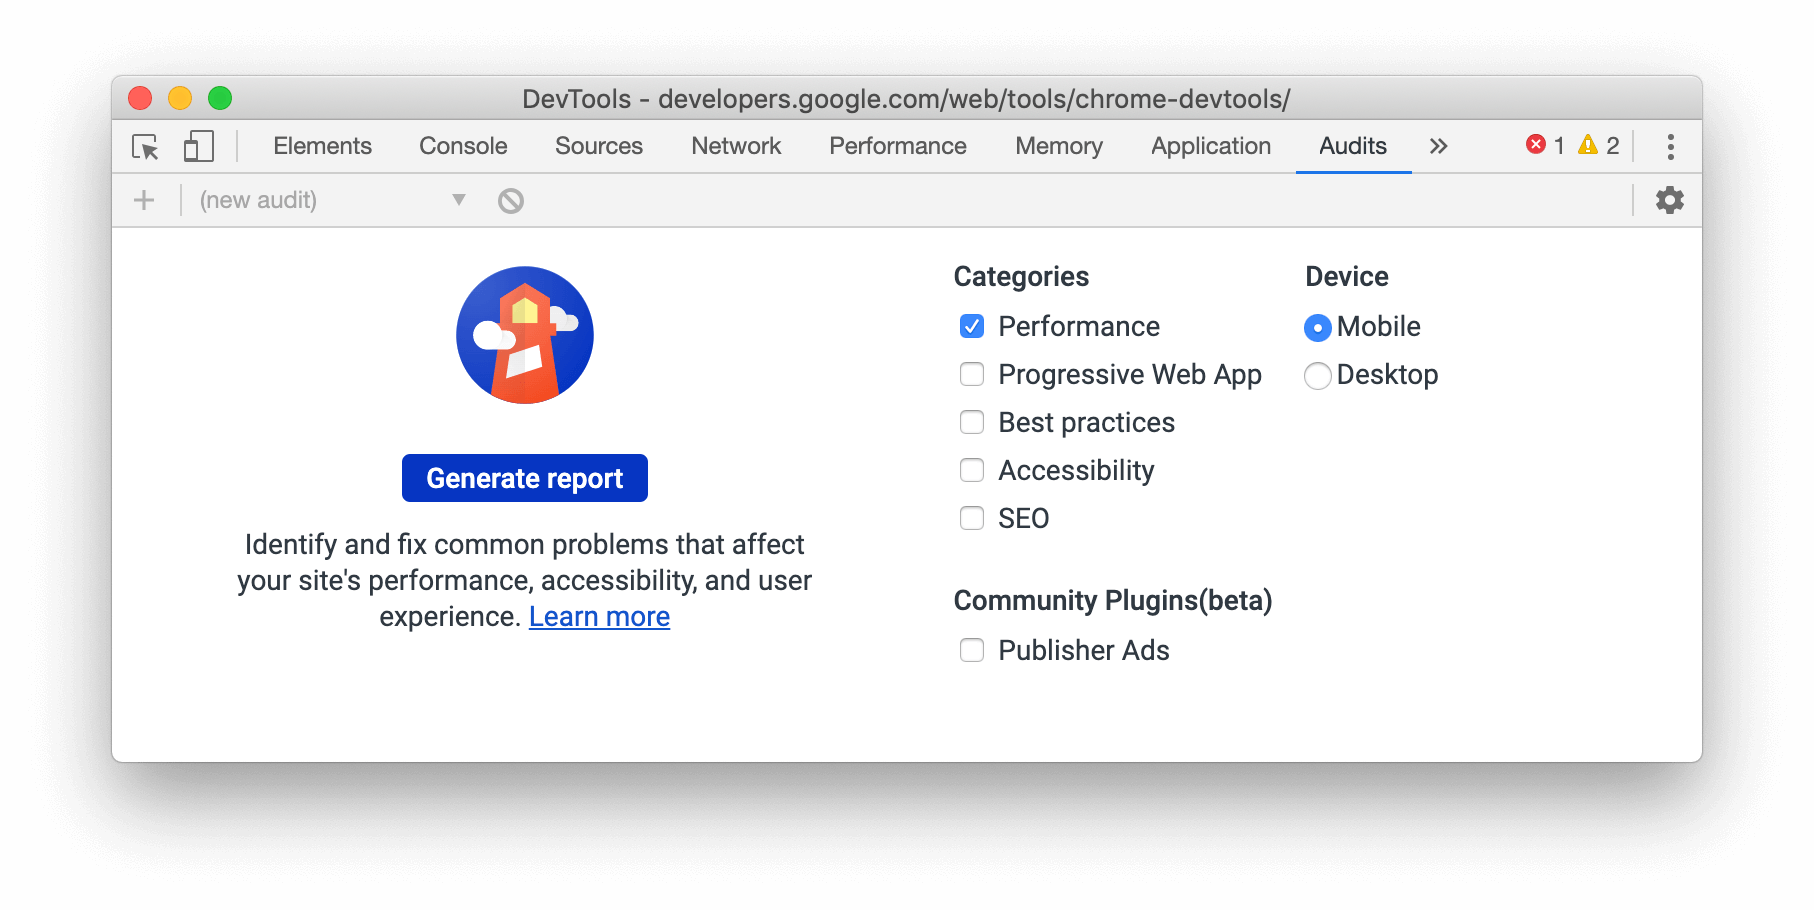 DevTools - developers.google.com/web/tools/chrome-devtools/
Elements Console Sources Network Performance Memory Application Audits » 1 2
(new audit)
Generate report
Identify and fix common problems that affect
your site's performance, accessibility, and user
experience. Learn more
Categories
Performance
Progressive Web App
Best practices
Accessibility
SEO
Device
Mobile
Desktop
Community Plugins(beta)
Publisher Ads